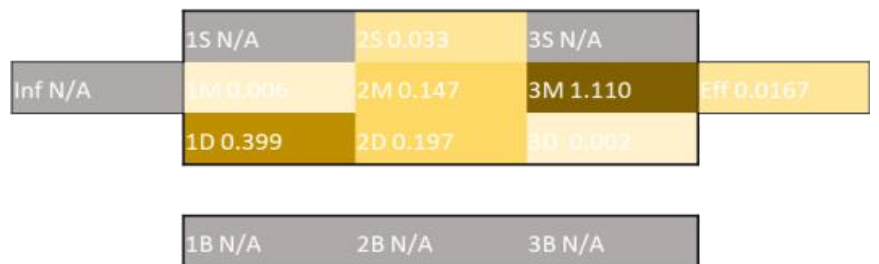 1S N/A 2S 0.033 3S N/A
Inf N/A 1M 0.006 2M 0.147 3M 1.110 Eff 0.0167
1D 0.399 2D 0.197 3D 0.002
1B N/A 2B N/A 3B N/A